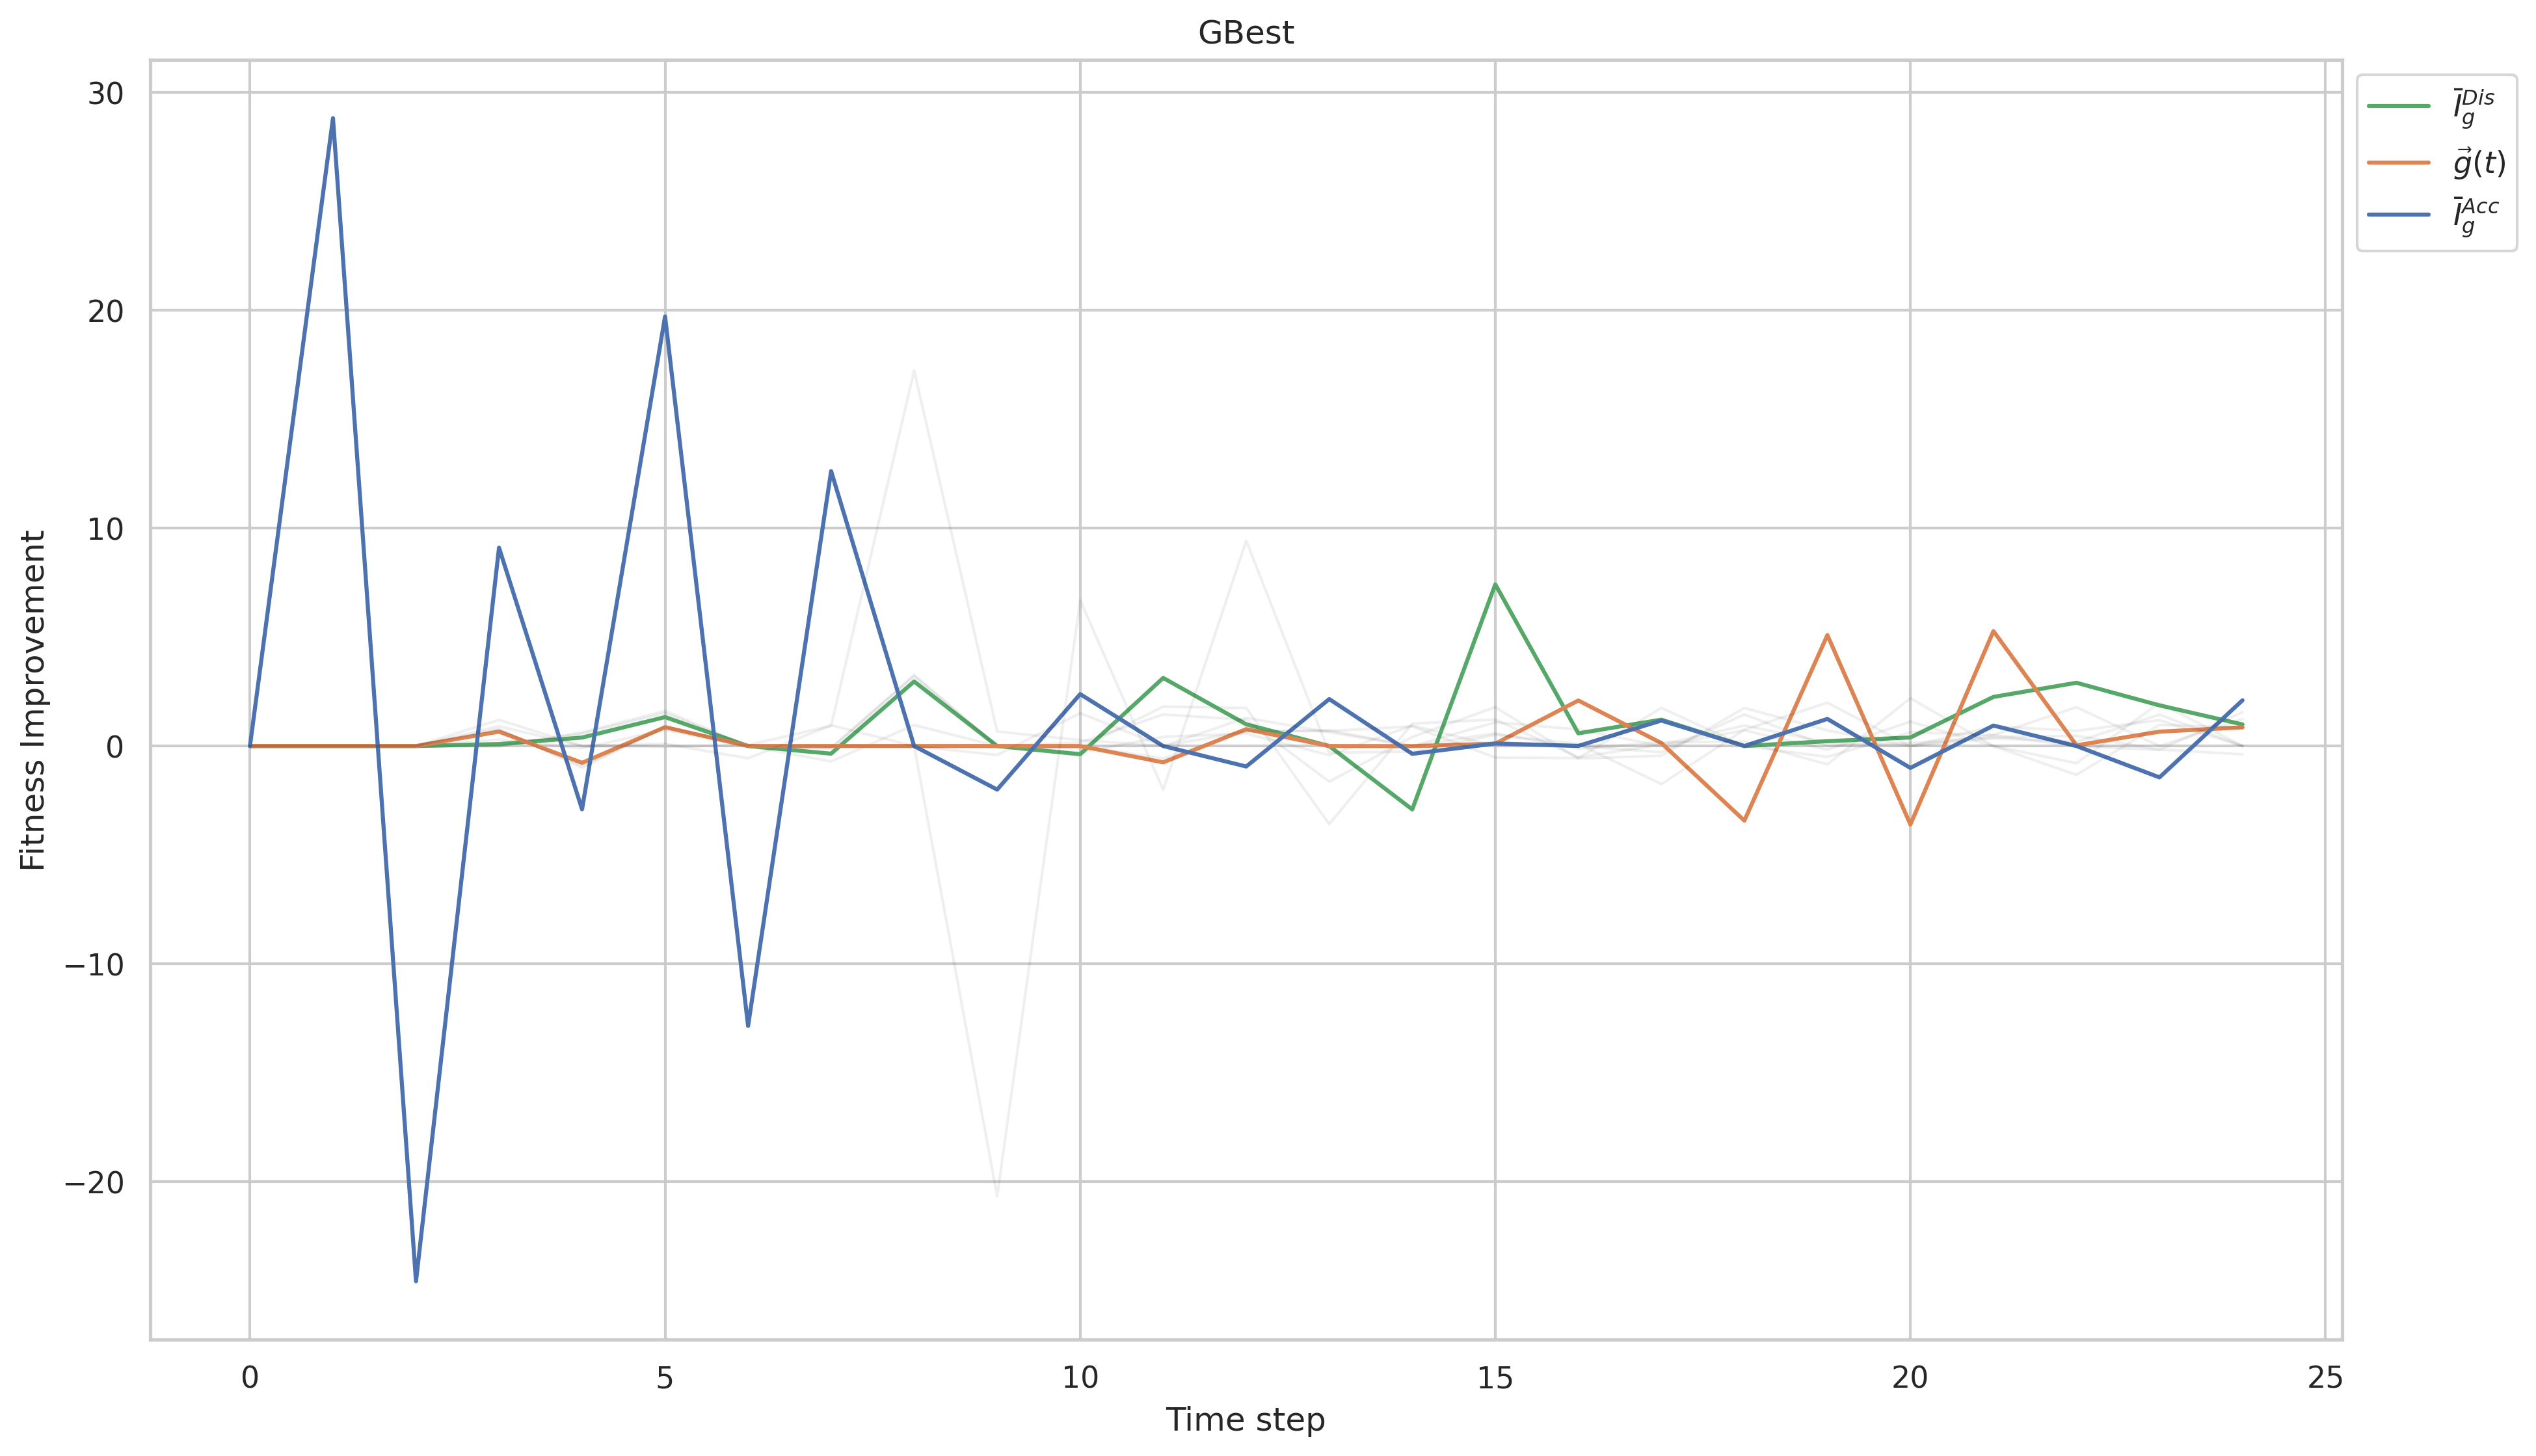 GBest
Fitness Improvement
30
20
10
0
−10
−20
0 5 10 15 20 25
Time step
Ī_g^{Dis}
g⃗(t)
Ī_g^{Acc}